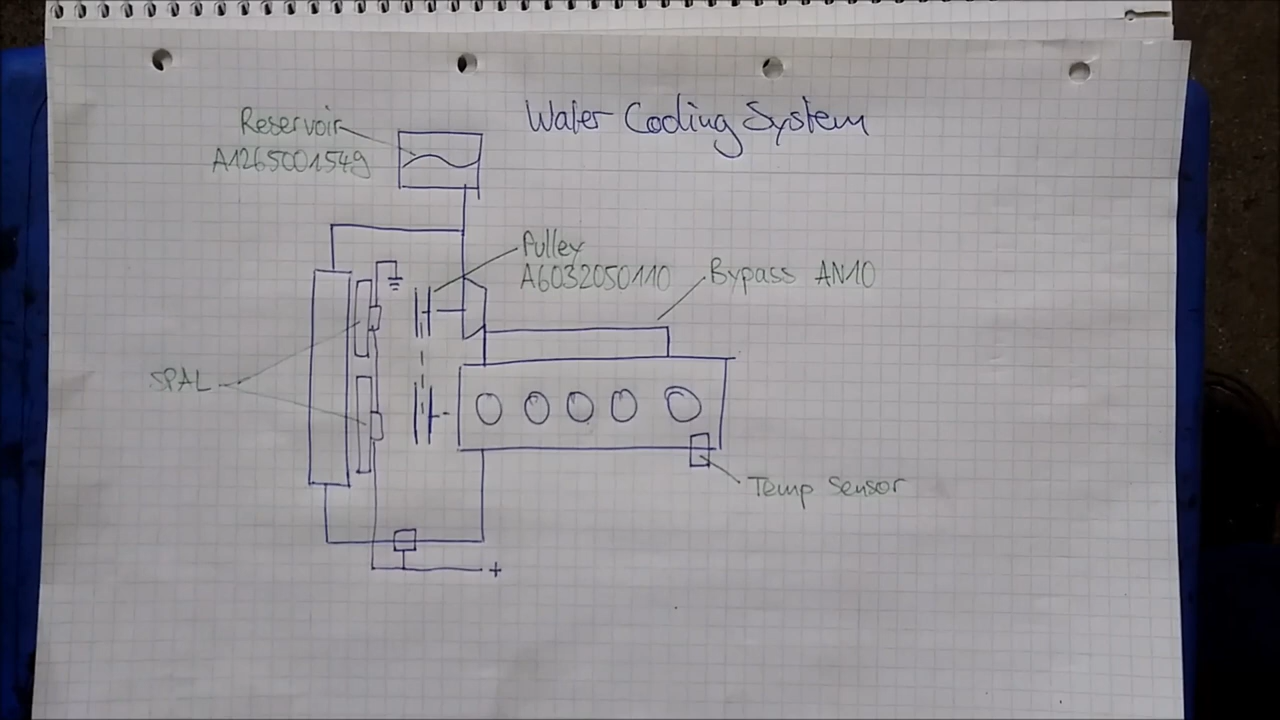 Water Cooling System
Reservoir
A1265001549
Pulley
A6032050110
Bypass AN10
SPAL
Temp Sensor
+